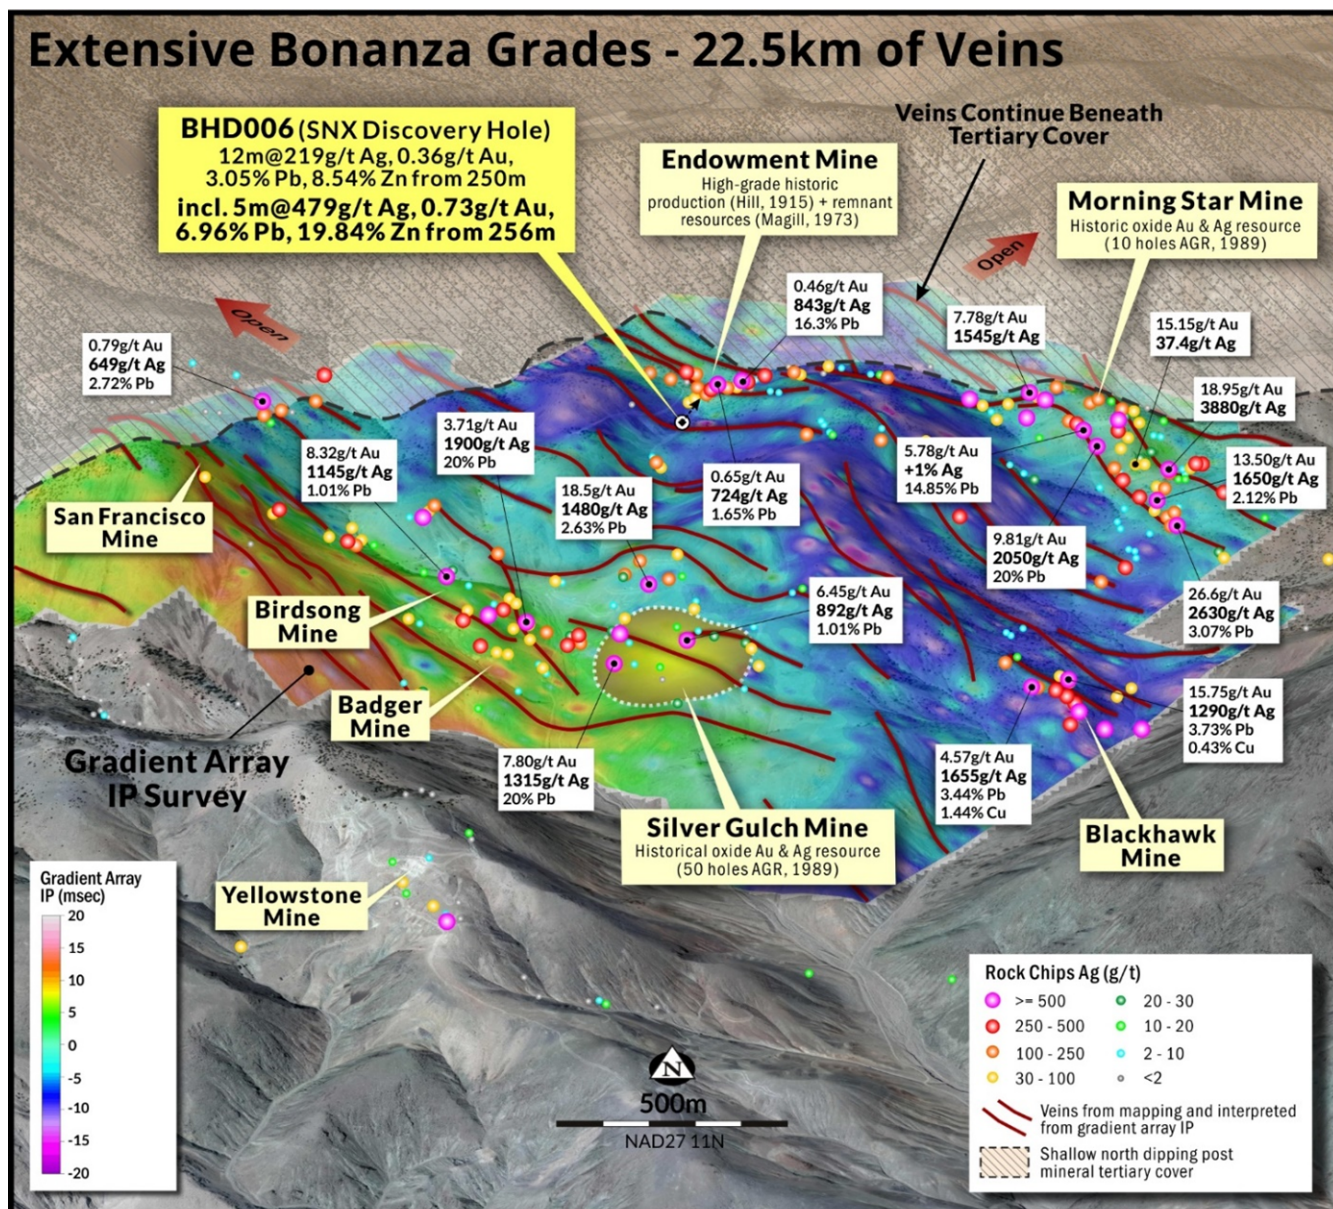 Extensive Bonanza Grades - 22.5km of Veins
BHD006 (SNX Discovery Hole)
12m@219g/t Ag, 0.36g/t Au,
3.05% Pb, 8.54% Zn from 250m
incl. 5m@479g/t Ag, 0.73g/t Au,
6.96% Pb, 19.84% Zn from 256m
Endowment Mine
High-grade historic
production (Hill, 1915) + remnant
resources (Magill, 1973)
Veins Continue Beneath
Tertiary Cover
Morning Star Mine
Historic oxide Au & Ag resource
(10 holes AGR, 1989)
Open
Open
0.79g/t Au
649g/t Ag
2.72% Pb
0.46g/t Au
843g/t Ag
16.3% Pb
7.78g/t Au
1545g/t Ag
15.15g/t Au
37.4g/t Ag
18.95g/t Au
3880g/t Ag
8.32g/t Au
1145g/t Ag
1.01% Pb
3.71g/t Au
1900g/t Ag
20% Pb
18.5g/t Au
1480g/t Ag
2.63% Pb
0.65g/t Au
724g/t Ag
1.65% Pb
5.78g/t Au
+1% Ag
14.85% Pb
13.50g/t Au
1650g/t Ag
2.12% Pb
9.81g/t Au
2050g/t Ag
20% Pb
San Francisco
Mine
Birdsong
Mine
6.45g/t Au
892g/t Ag
1.01% Pb
26.6g/t Au
2630g/t Ag
3.07% Pb
Badger
Mine
Gradient Array
IP Survey
7.80g/t Au
1315g/t Ag
20% Pb
4.57g/t Au
1655g/t Ag
3.44% Pb
1.44% Cu
15.75g/t Au
1290g/t Ag
3.73% Pb
0.43% Cu
Silver Gulch Mine
Historical oxide Au & Ag resource
(50 holes AGR, 1989)
Blackhawk
Mine
Yellowstone
Mine
Gradient Array
IP (msec)
20
15
10
5
0
-5
-10
-15
-20
N
500m
NAD27 11N
Rock Chips Ag (g/t)
>= 500
250 - 500
100 - 250
30 - 100
20 - 30
10 - 20
2 - 10
<2
Veins from mapping and interpreted
from gradient array IP
Shallow north dipping post
mineral tertiary cover